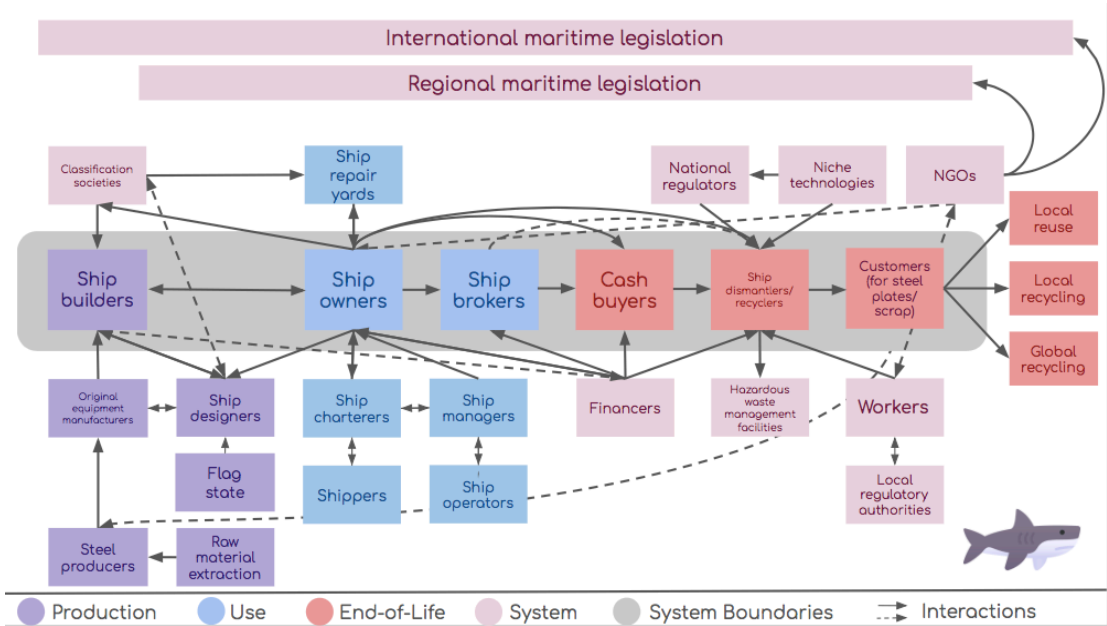 International maritime legislation
Regional maritime legislation
Classification
societies
Ship
repair
yards
National
regulators
Niche
technologies
NGOs
Local
reuse
Ship
builders
Ship
owners
Ship
brokers
Cash
buyers
Ship
dismantlers/
recyclers
Customers
(for steel
plates/
scrap)
Local
recycling
Global
recycling
Original
equipment
manufacturers
Ship
designers
Ship
charterers
Ship
managers
Financers
Hazardous
waste
management
facilities
Workers
Flag
state
Shippers
Ship
operators
Local
regulatory
authorities
Steel
producers
Raw
material
extraction
Production
Use
End-of-Life
System
System Boundaries
Interactions